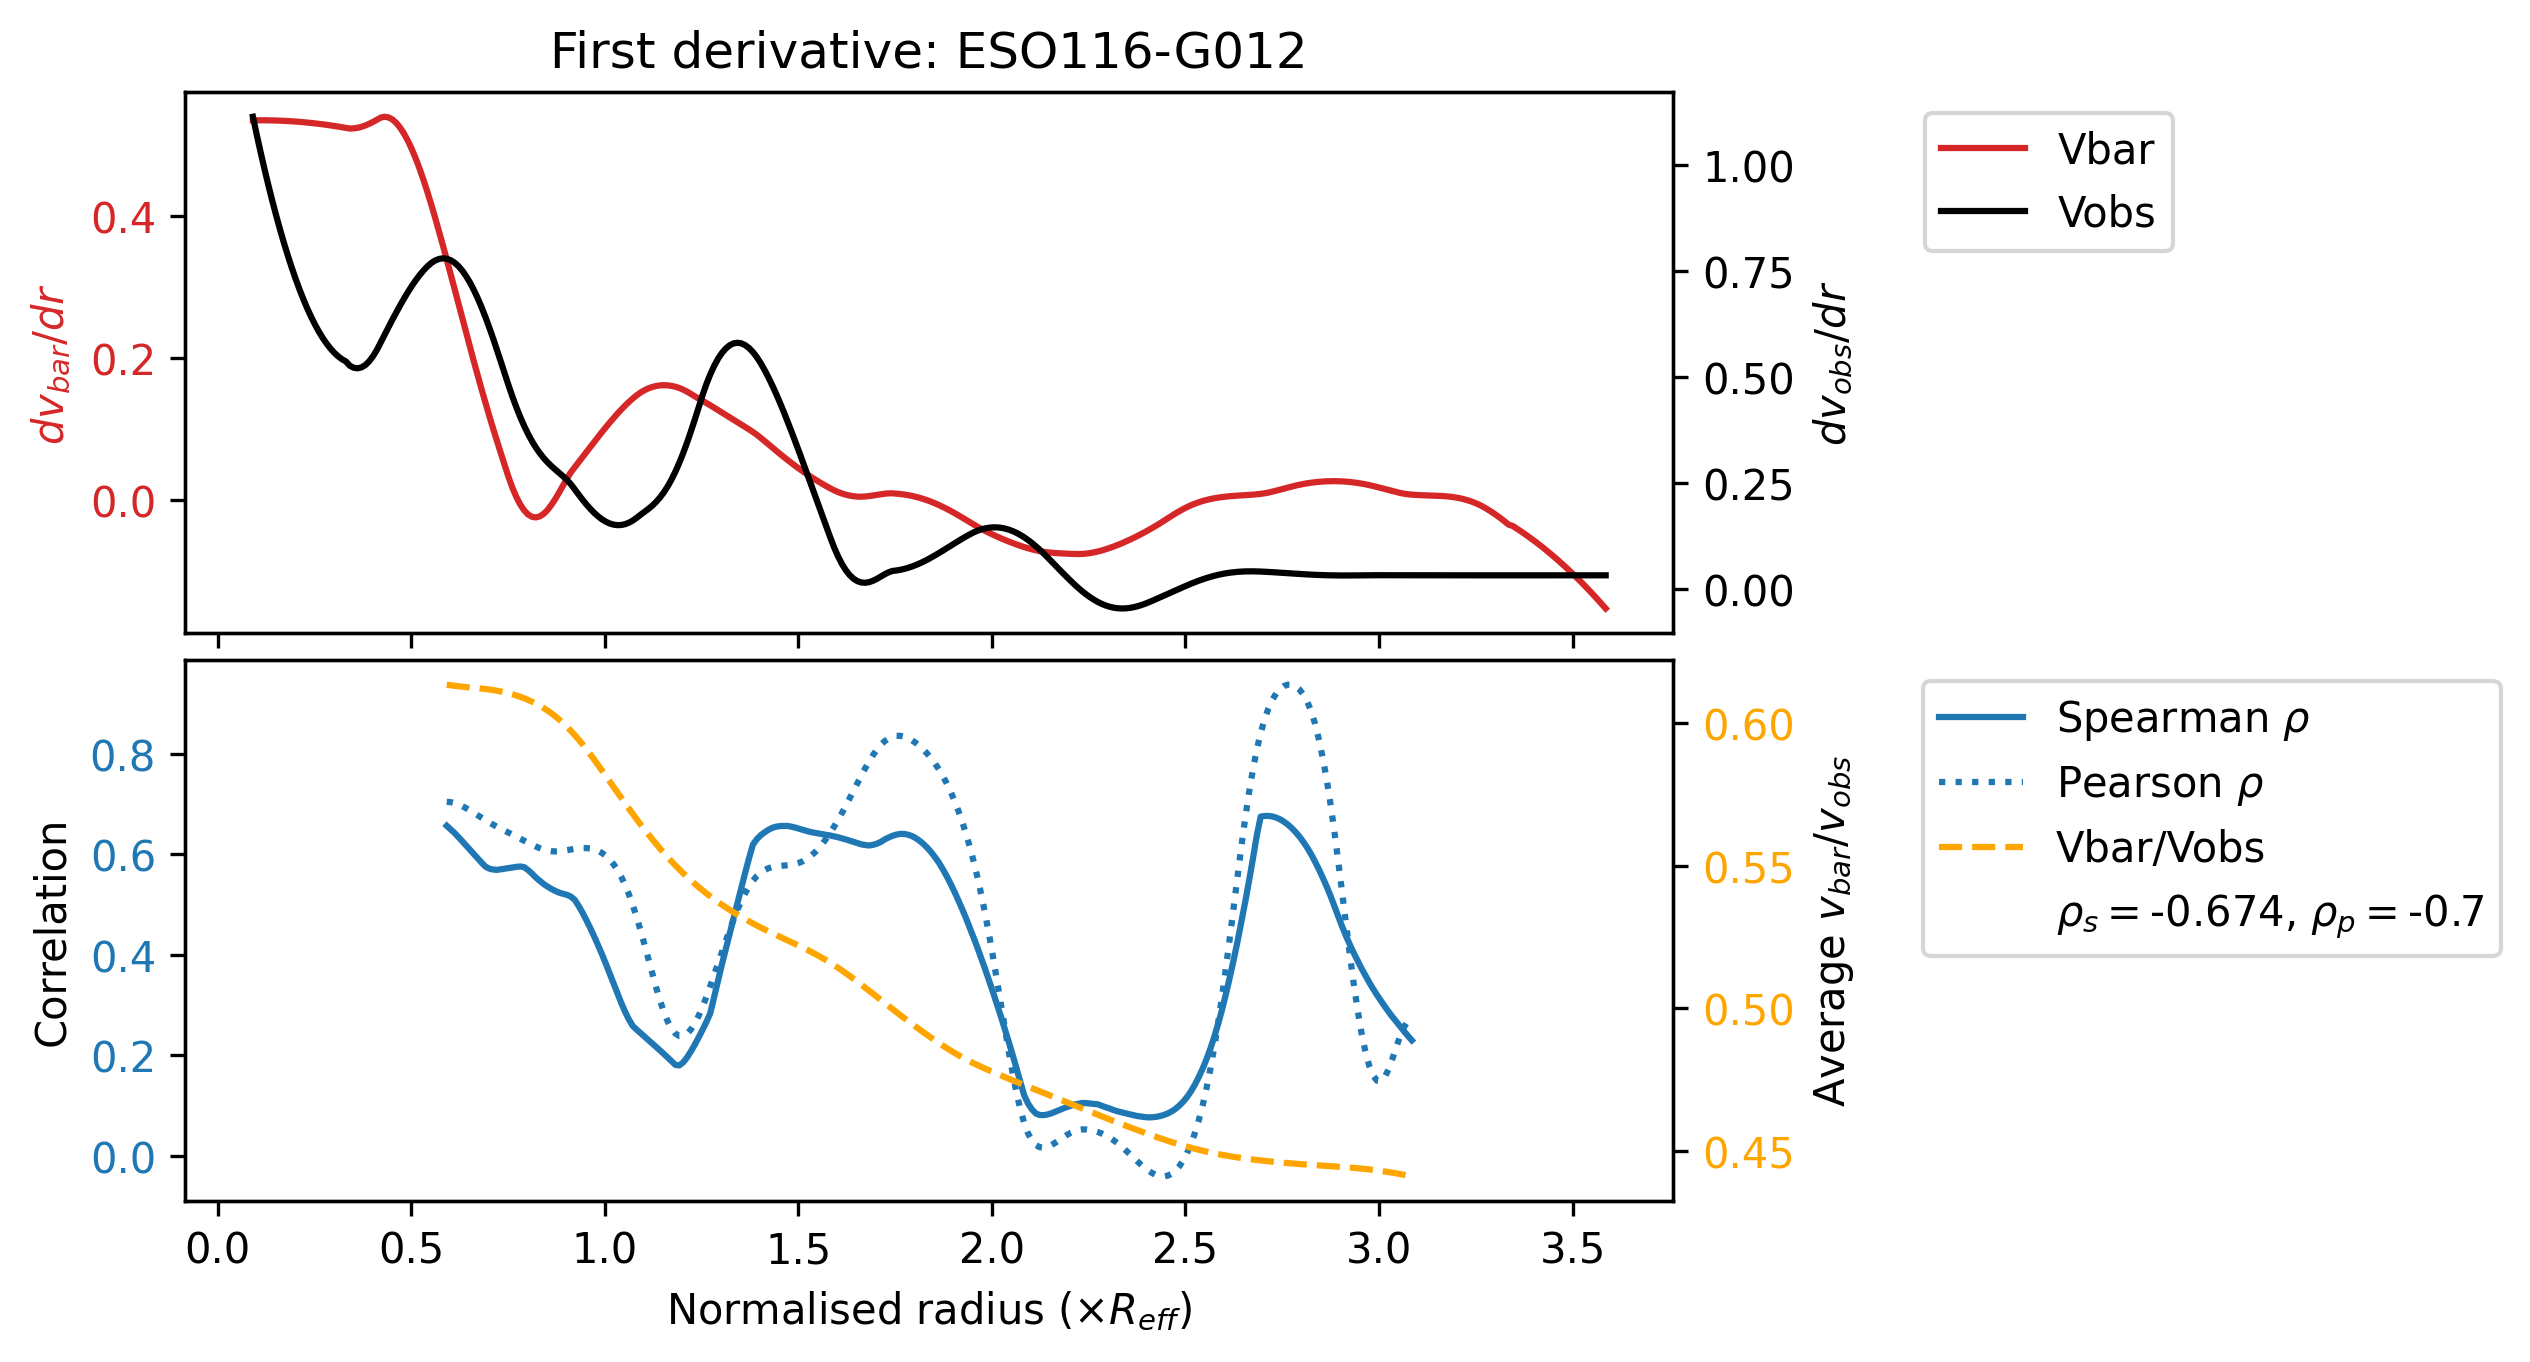 First derivative: ESO116-G012
dv_bar/dr
0.4
0.2
0.0
1.00
0.75
0.50
0.25
0.00
dv_obs/dr
Vbar
Vobs
Correlation
0.8
0.6
0.4
0.2
0.0
0.60
0.55
0.50
0.45
Average v_bar/v_obs
Spearman ρ
Pearson ρ
Vbar/Vobs
ρ_s = -0.674, ρ_p = -0.7
0.0 0.5 1.0 1.5 2.0 2.5 3.0 3.5
Normalised radius (×R_eff)